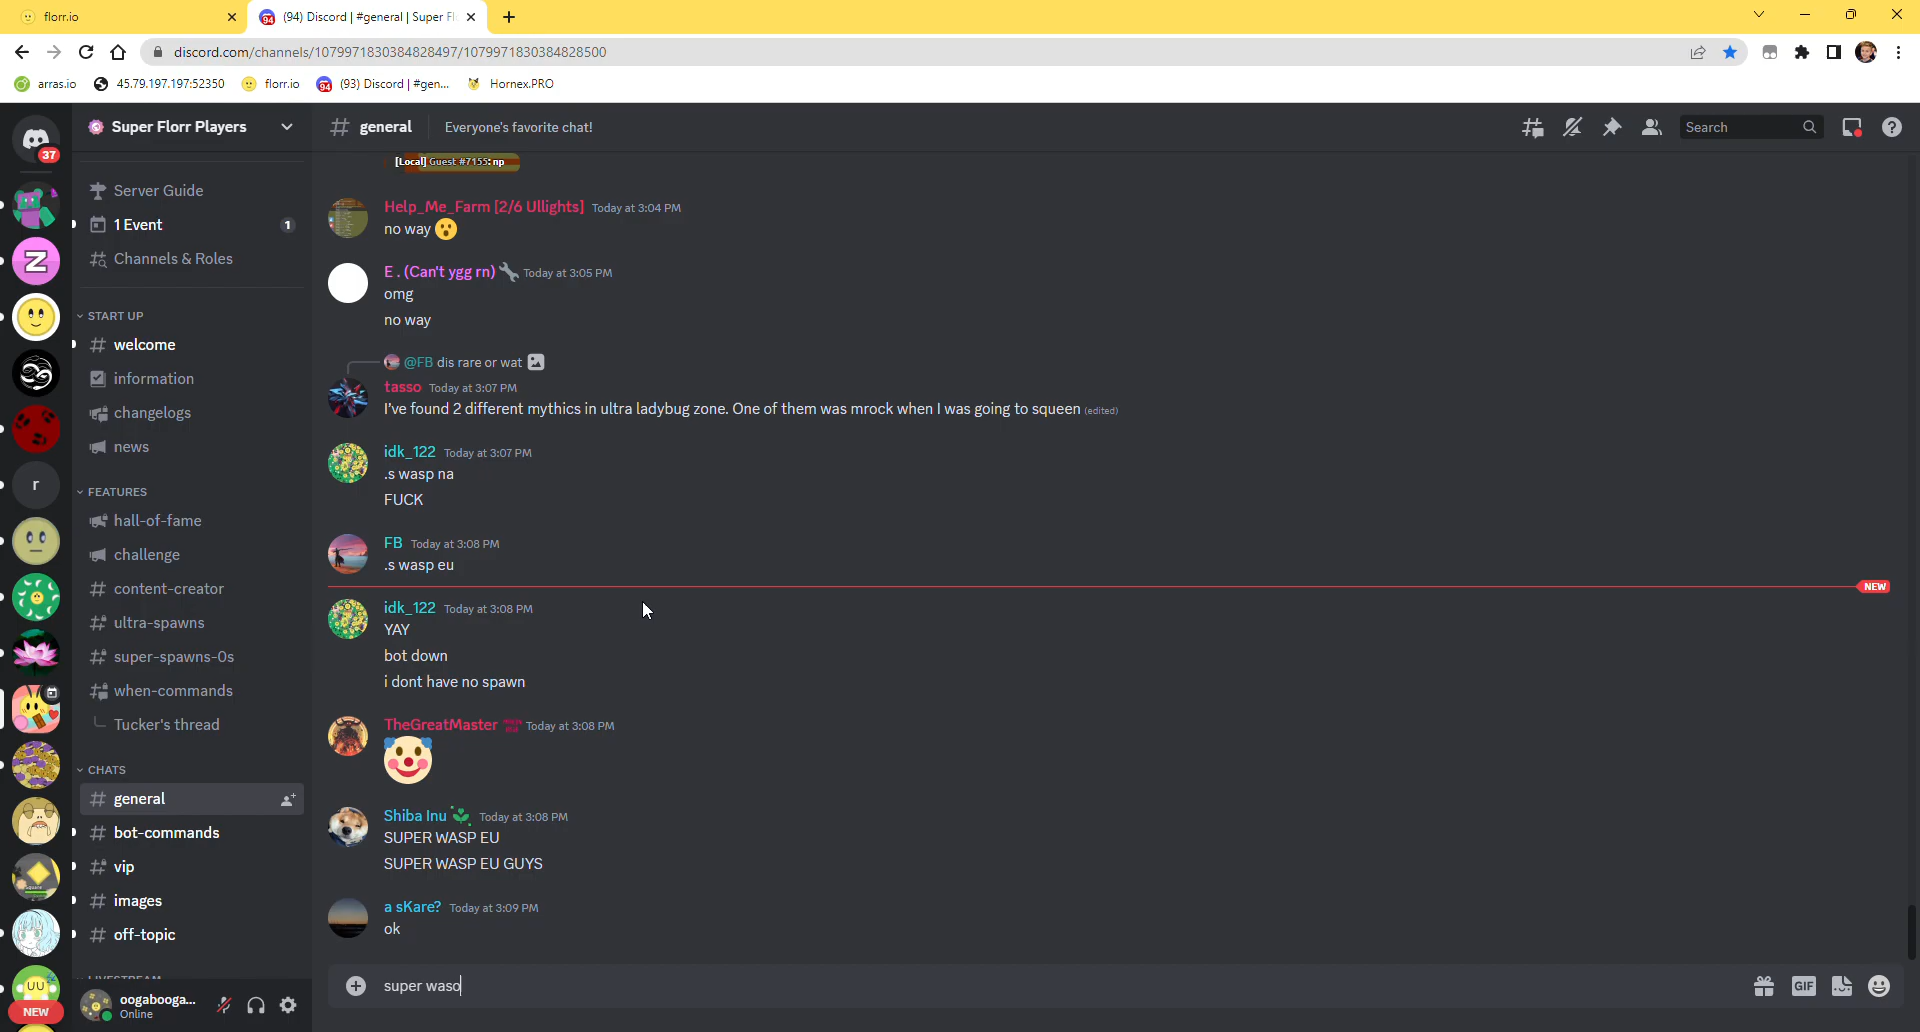 florr.io
(94) Discord | #general | Super Fl
discord.com/channels/1079971830384828497/1079971830384828500
arras.io
45.79.197.197:52350
florr.io
(93) Discord | #gen...
Hornex.PRO
37
Super Florr Players
general
Everyone's favorite chat!
Search
Server Guide
1 Event
1
Channels & Roles
START UP
welcome
information
changelogs
news
FEATURES
hall-of-fame
challenge
content-creator
ultra-spawns
super-spawns-0s
when-commands
Tucker's thread
CHATS
general
bot-commands
vip
images
off-topic
LIVESTREAM
Z
r
NEW
oogabooga...
Online
[Local] Guest #7155: np
Help_Me_Farm [2/6 Ullights] Today at 3:04 PM
no way
E . (Can't ygg rn) Today at 3:05 PM
omg
no way
@FB dis rare or wat
tasso Today at 3:07 PM
I've found 2 different mythics in ultra ladybug zone. One of them was mrock when I was going to squeen (edited)
idk_122 Today at 3:07 PM
.s wasp na
FUCK
FB Today at 3:08 PM
.s wasp eu
NEW
idk_122 Today at 3:08 PM
YAY
bot down
i dont have no spawn
TheGreatMaster Today at 3:08 PM
Shiba Inu Today at 3:08 PM
SUPER WASP EU
SUPER WASP EU GUYS
a sKare? Today at 3:09 PM
ok
super waso
GIF